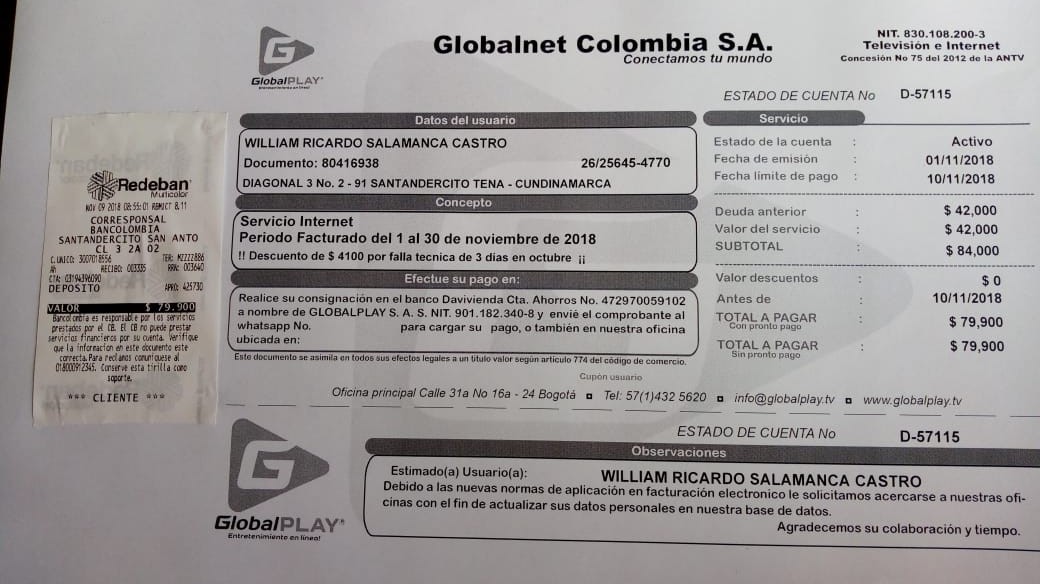 GlobalPLAY
Entretenimiento en línea!
Globalnet Colombia S.A.
Conectamos tu mundo
NIT. 830.108.200-3
Televisión e Internet
Concesión No 75 del 2012 de la ANTV
ESTADO DE CUENTA No D-57115
Datos del usuario
WILLIAM RICARDO SALAMANCA CASTRO
Documento: 80416938 26/25645-4770
DIAGONAL 3 No. 2 - 91 SANTANDERCITO TENA - CUNDINAMARCA
Concepto
Servicio Internet
Periodo Facturado del 1 al 30 de noviembre de 2018
!! Descuento de $ 4100 por falla tecnica de 3 días en octubre ¡¡
Efectue su pago en:
Realice su consignación en el banco Davivienda Cta. Ahorros No. 472970059102
a nombre de GLOBALPLAY S. A. S. NIT. 901.182.340-8 y envié el comprobante al
whatsapp No. para cargar su pago, o también en nuestra oficina
ubicada en:
Este documento se asimila en todos sus efectos legales a un titulo valor según articulo 774 del código de comercio.
Servicio
Estado de la cuenta : Activo
Fecha de emisión : 01/11/2018
Fecha límite de pago : 10/11/2018
Deuda anterior : $ 42,000
Valor del servicio : $ 42,000
SUBTOTAL : $ 84,000
Valor descuentos : $ 0
Antes de : 10/11/2018
TOTAL A PAGAR : $ 79,900
Con pronto pago
TOTAL A PAGAR : $ 79,900
Sin pronto pago
Cupón usuario
Oficina principal Calle 31a No 16a - 24 Bogotá Tel: 57(1)432 5620 info@globalplay.tv www.globalplay.tv
Redeban
Multicolor
NOV 09 2018 08:55:01 RBMICT 8.11
CORRESPONSAL
BANCOLOMBIA
SANTANDERCITO SAN ANTO
CL 3 2A 02
C.UNICO: 3007018556 TER: MZZZZ886
AH RECIBO: 003335 RRN: 003640
CTA: 03194396090
DEPOSITO APRO: 425730
VALOR $ 79.900
Bancolombia es responsable por los servicios
prestados por el CB. El CB no puede prestar
servicios financieros por su cuenta. Verifique
que la informacion en este documento este
correcta. Para reclamos comuniquese al
018000912345. Conserve esta tirilla como
soporte.
*** CLIENTE ***
GlobalPLAY
Entretenimiento en línea!
ESTADO DE CUENTA No D-57115
Observaciones
Estimado(a) Usuario(a): WILLIAM RICARDO SALAMANCA CASTRO
Debido a las nuevas normas de aplicación en facturación electronico le solicitamos acercarse a nuestras ofi-
cinas con el fin de actualizar sus datos personales en nuestra base de datos.
Agradecemos su colaboración y tiempo.